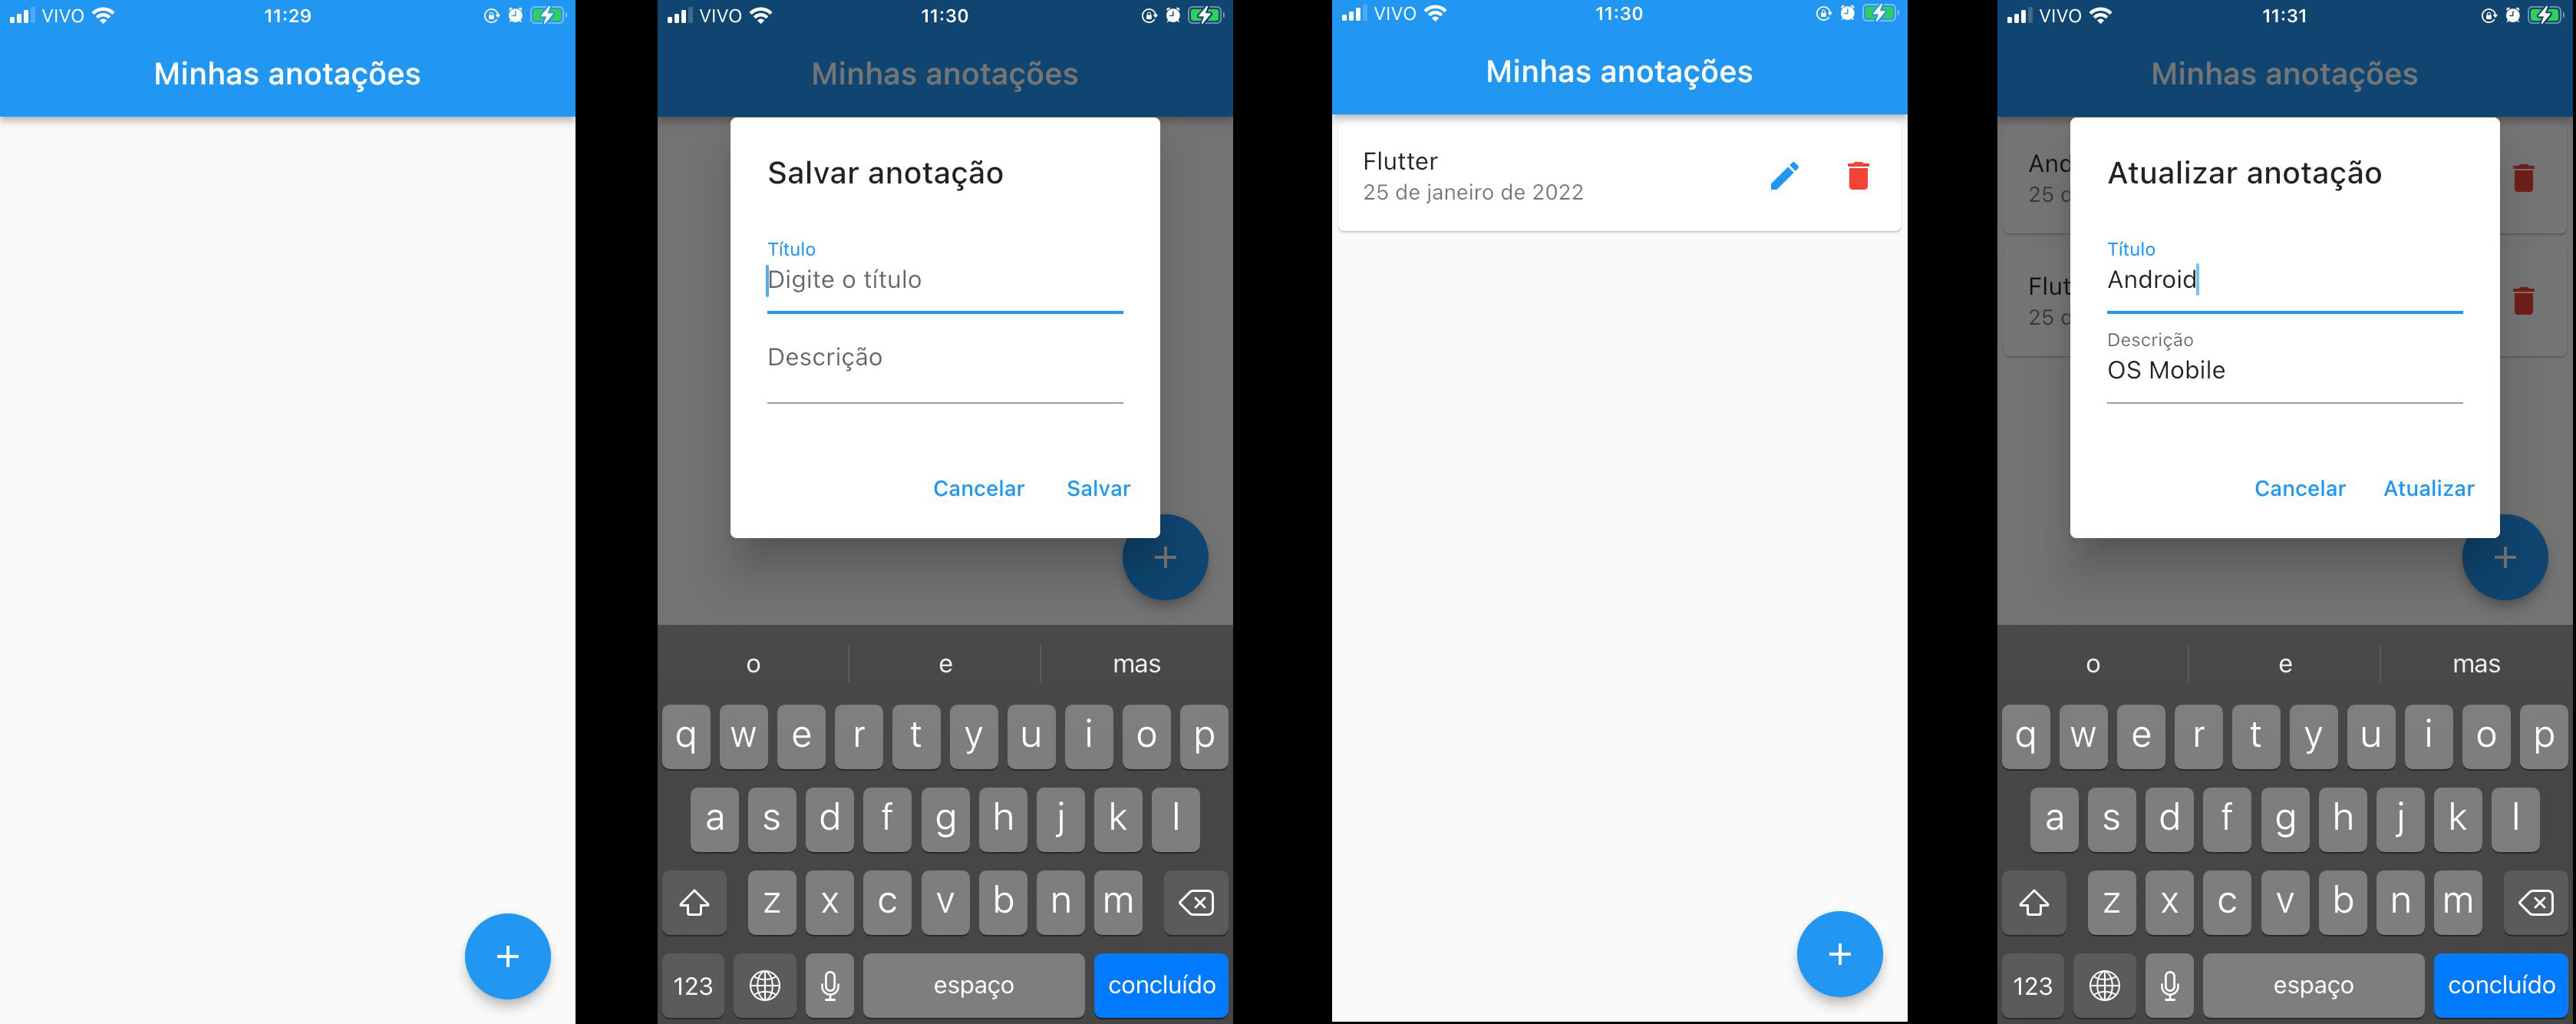 VIVO 11:29
Minhas anotações
+
VIVO 11:30
Minhas anotações
Salvar anotação
Título
Digite o título
Descrição
Cancelar Salvar
+
o e mas
q w e r t y u i o p
a s d f g h j k l
z x c v b n m
123 espaço concluído
VIVO 11:30
Minhas anotações
Flutter
25 de janeiro de 2022
+
VIVO 11:31
Minhas anotações
And
25 d
Flut
25 d
Atualizar anotação
Título
Android
Descrição
OS Mobile
Cancelar Atualizar
+
o e mas
q w e r t y u i o p
a s d f g h j k l
z x c v b n m
123 espaço concluído